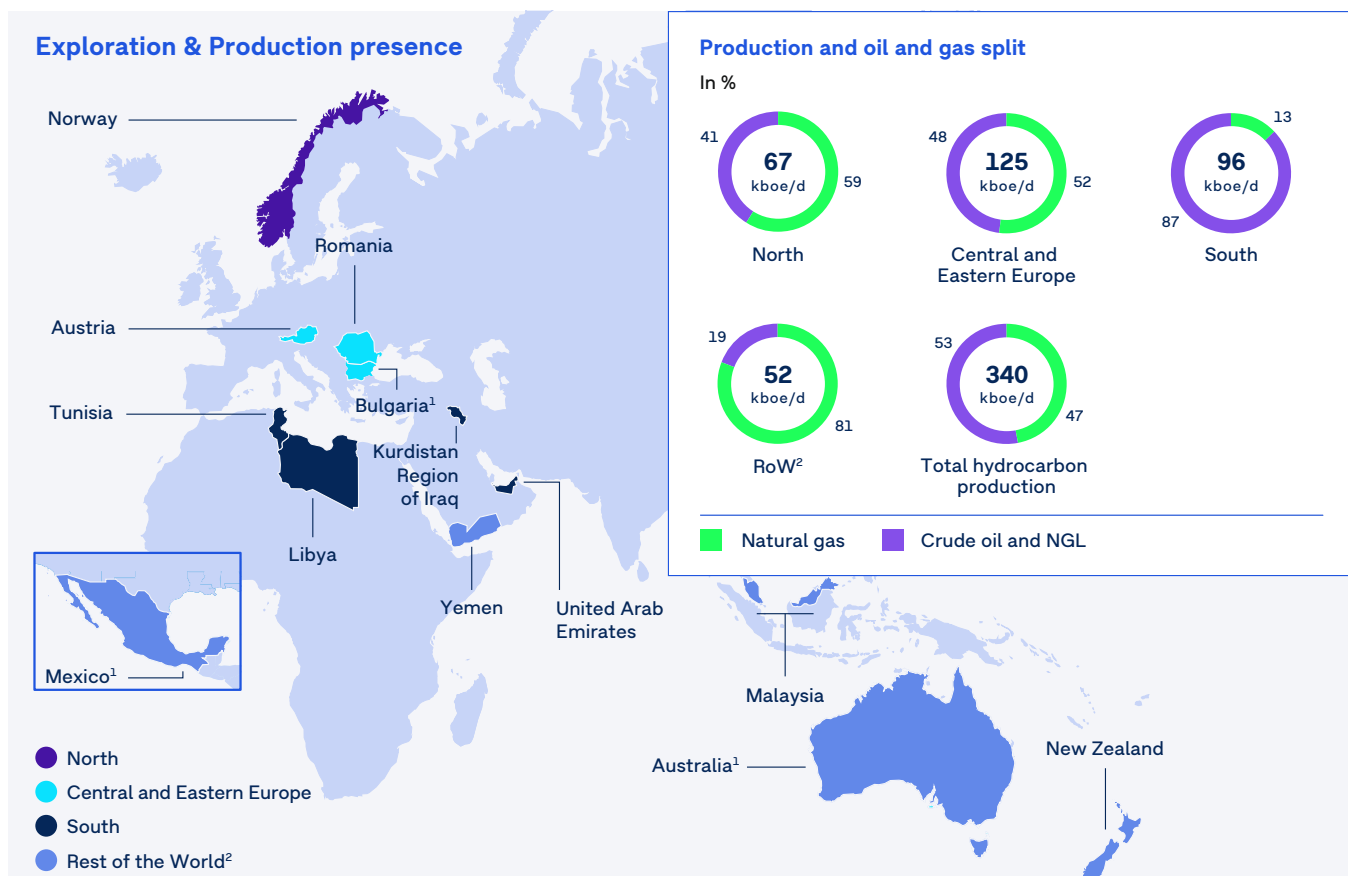 Exploration & Production presence
Norway
Romania
Austria
Tunisia
Bulgaria¹
Kurdistan
Region
of Iraq
Libya
Yemen
United Arab
Emirates
Mexico¹
Malaysia
Australia¹
New Zealand
North
Central and Eastern Europe
South
Rest of the World²
Production and oil and gas split
In %
41
67
kboe/d
59
North
48
125
kboe/d
52
Central and
Eastern Europe
13
96
kboe/d
87
South
19
52
kboe/d
81
RoW²
53
340
kboe/d
47
Total hydrocarbon
production
Natural gas
Crude oil and NGL